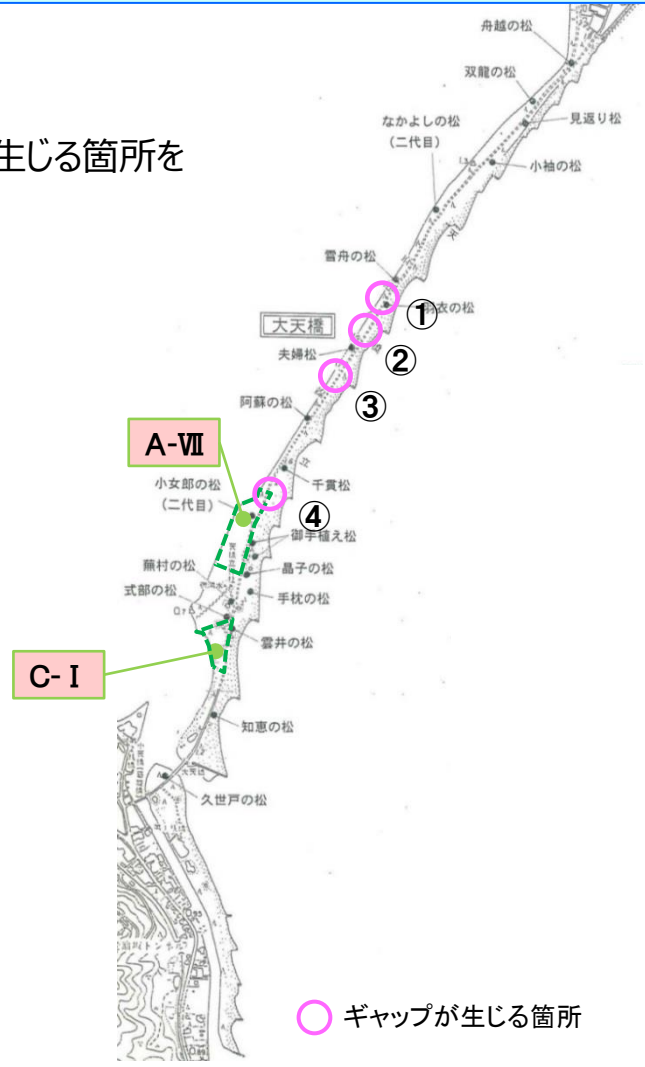 舟越の松
双龍の松
なかよしの松
(二代目)
見返り松
生じる箇所を
小袖の松
天
雪舟の松
羽衣の松
①
大天橋
②
夫婦松
③
阿蘇の松
A-Ⅶ
立
千貫松
小女郎の松
(二代目)
④
御手植え松
蕪村の松
晶子の松
式部の松
手枕の松
雲井の松
C-Ⅰ
知恵の松
久世戸の松
ギャップが生じる箇所